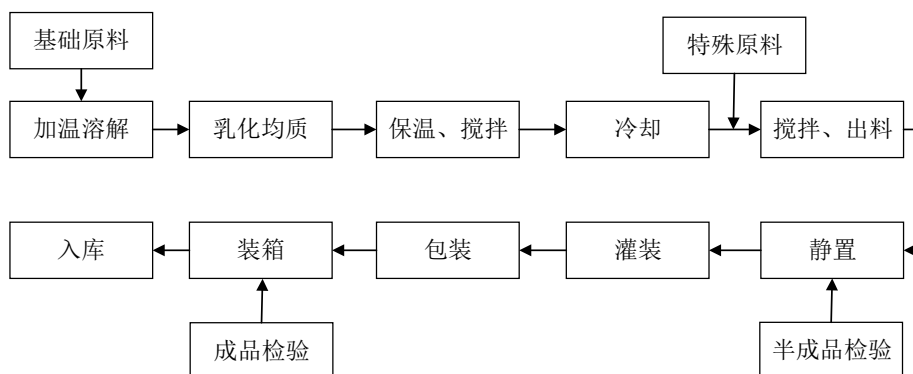 基础原料
特殊原料
加温溶解
乳化均质
保温、搅拌
冷却
搅拌、出料
入库
装箱
包装
灌装
静置
成品检验
半成品检验